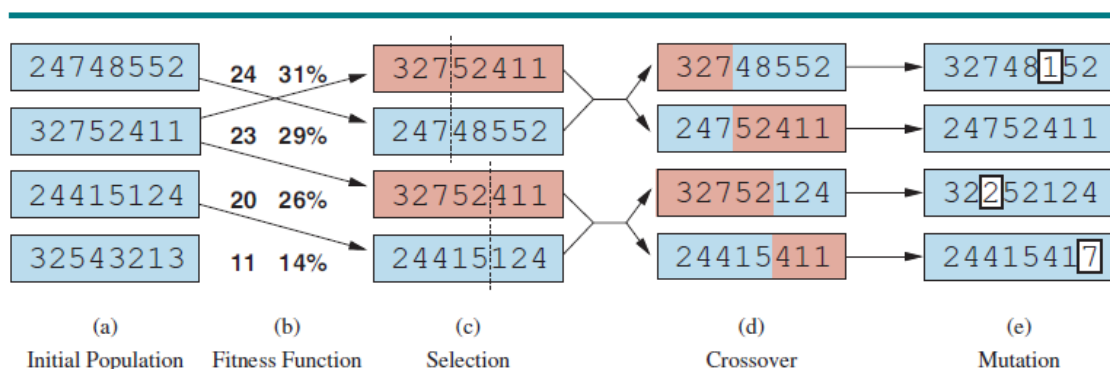 24748552 24 31% 32752411 32748552 32748152
32752411 23 29% 24748552 24752411 24752411
24415124 20 26% 32752411 32752124 32252124
32543213 11 14% 24415124 24415411 24415417
(a) (b) (c) (d) (e)
Initial Population Fitness Function Selection Crossover Mutation